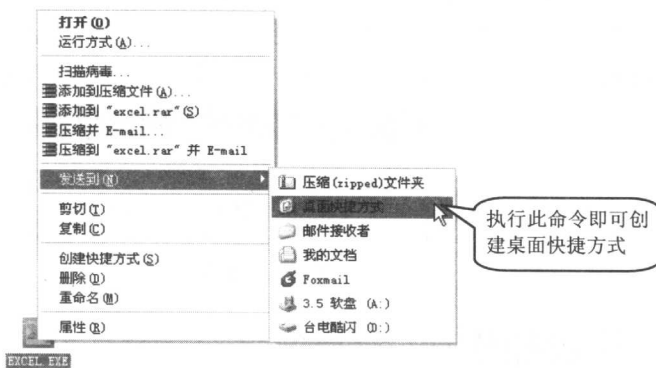 打开(O)
运行方式(A)...
扫描病毒...
添加到压缩文件(A)...
添加到 "excel.rar"(S)
压缩并 E-mail...
压缩到 "excel.rar" 并 E-mail
发送到(N)
剪切(T)
复制(C)
创建快捷方式(S)
删除(D)
重命名(M)
属性(R)
压缩(zipped)文件夹
桌面快捷方式
邮件接收者
我的文档
Foxmail
3.5 软盘 (A:)
台电酷闪 (D:)
执行此命令即可创
建桌面快捷方式
EXCEL.EXE